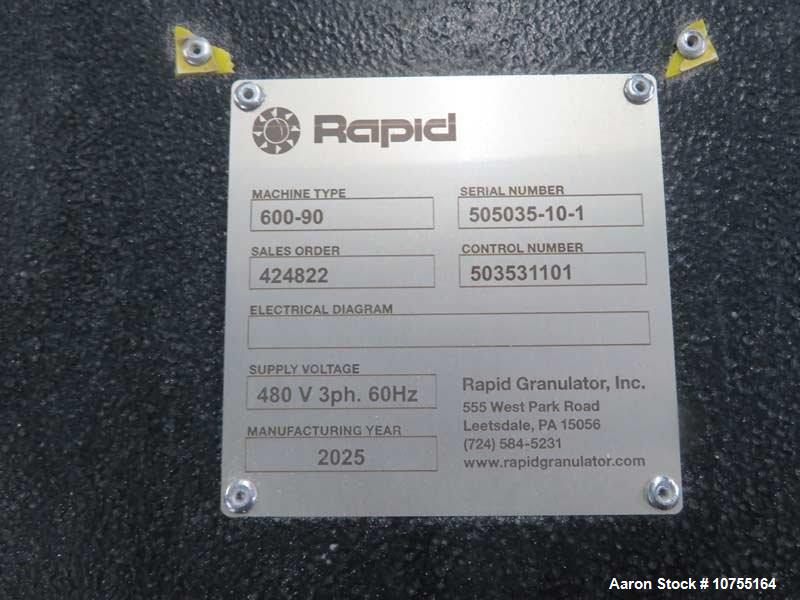 Rapid
MACHINE TYPE
600-90
SERIAL NUMBER
505035-10-1
SALES ORDER
424822
CONTROL NUMBER
503531101
ELECTRICAL DIAGRAM
SUPPLY VOLTAGE
480 V 3ph. 60Hz
MANUFACTURING YEAR
2025
Rapid Granulator, Inc.
555 West Park Road
Leetsdale, PA 15056
(724) 584-5231
www.rapidgranulator.com
Aaron Stock # 10755164